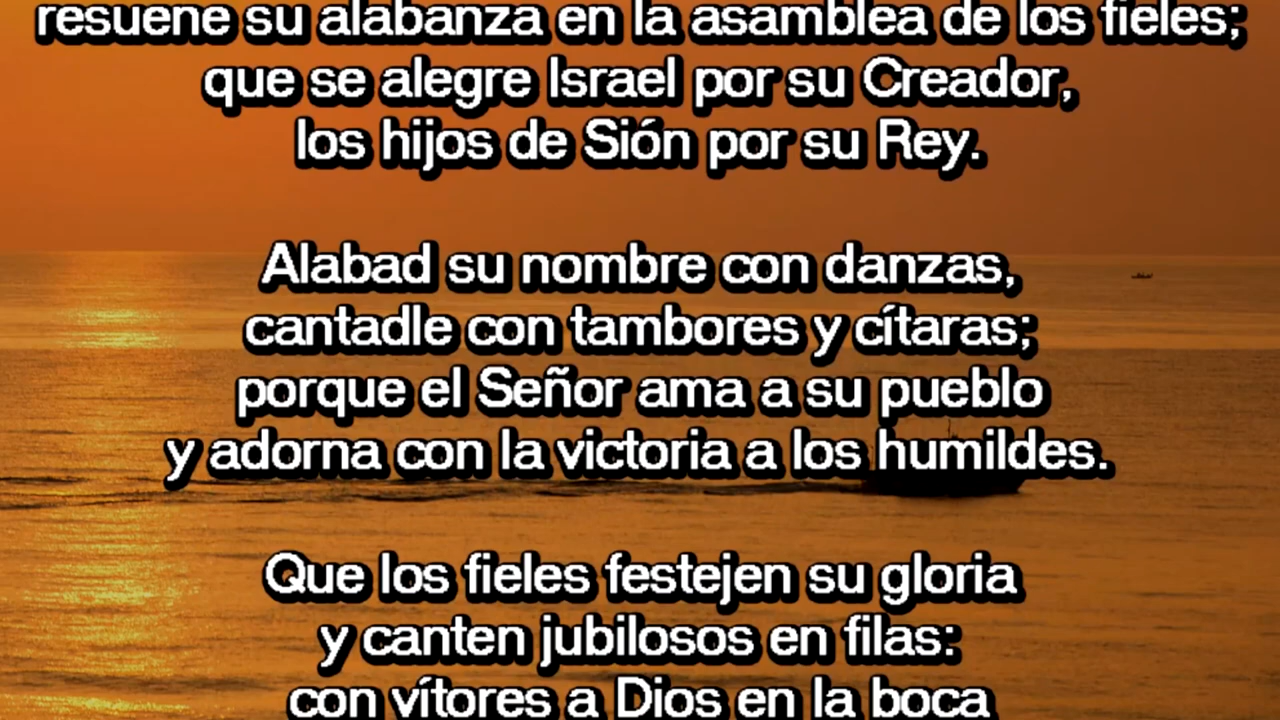 resuene su alabanza en la asamblea de los fieles;
que se alegre Israel por su Creador,
los hijos de Sión por su Rey.
Alabad su nombre con danzas,
cantadle con tambores y cítaras;
porque el Señor ama a su pueblo
y adorna con la victoria a los humildes.
Que los fieles festejen su gloria
y canten jubilosos en filas:
con vítores a Dios en la boca